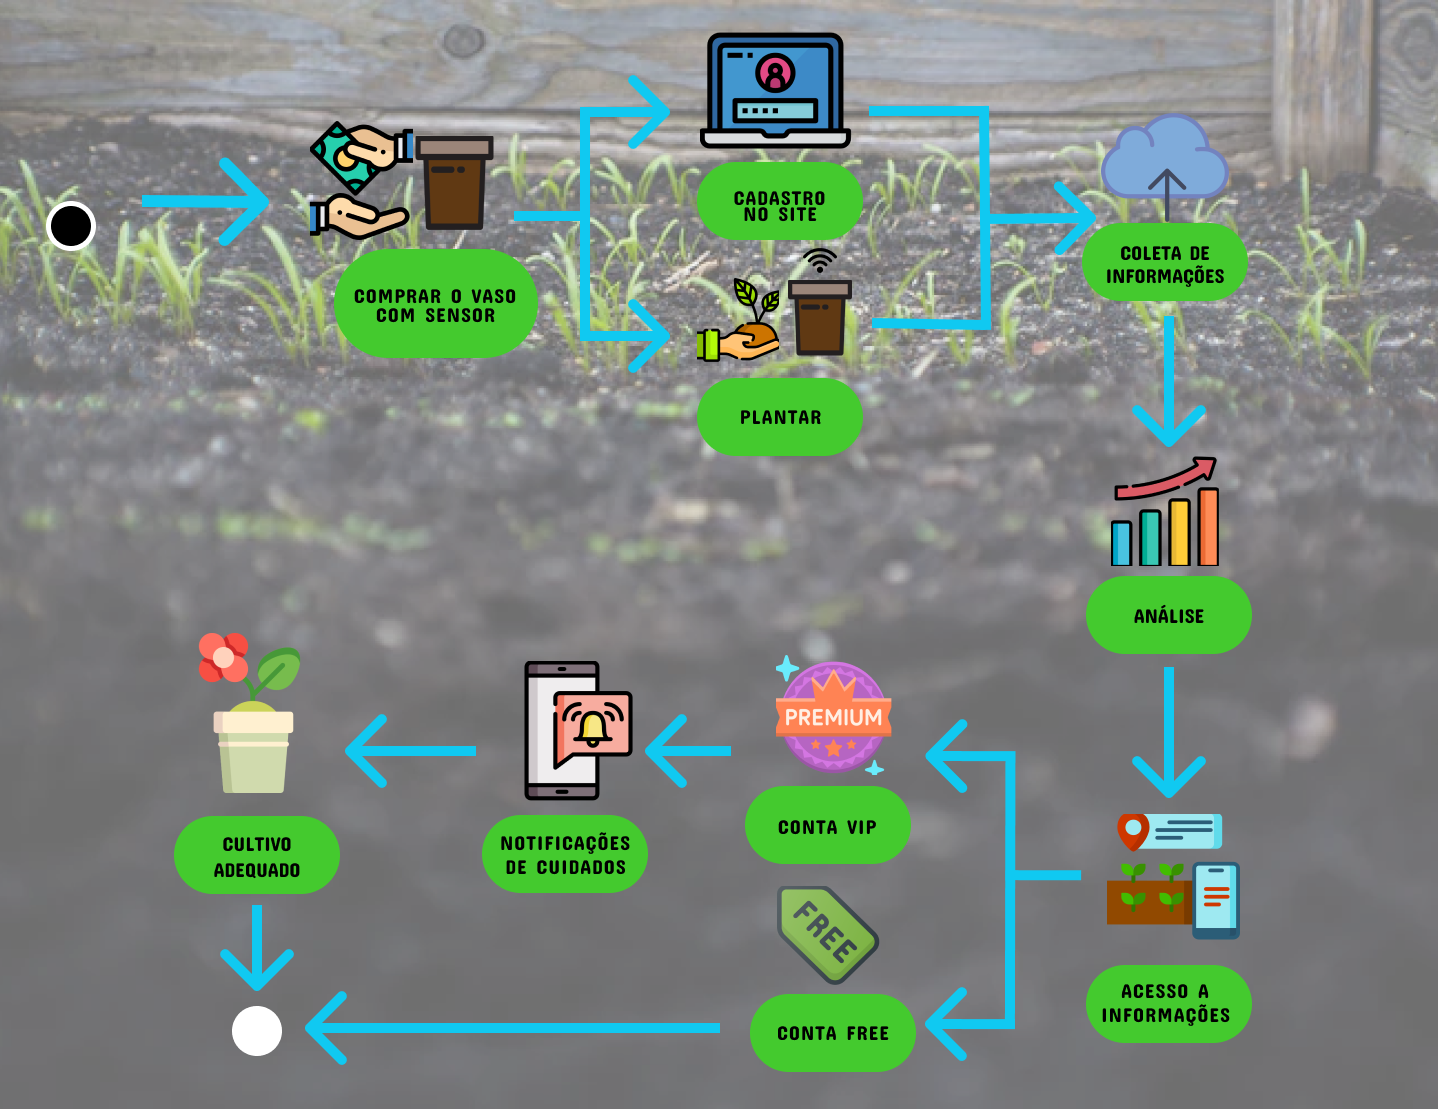 CADASTRO
NO SITE
COMPRAR O VASO
COM SENSOR
COLETA DE
INFORMAÇÕES
PLANTAR
ANÁLISE
PREMIUM
CONTA VIP
NOTIFICAÇÕES
DE CUIDADOS
CULTIVO
ADEQUADO
FREE
ACESSO A
INFORMAÇÕES
CONTA FREE